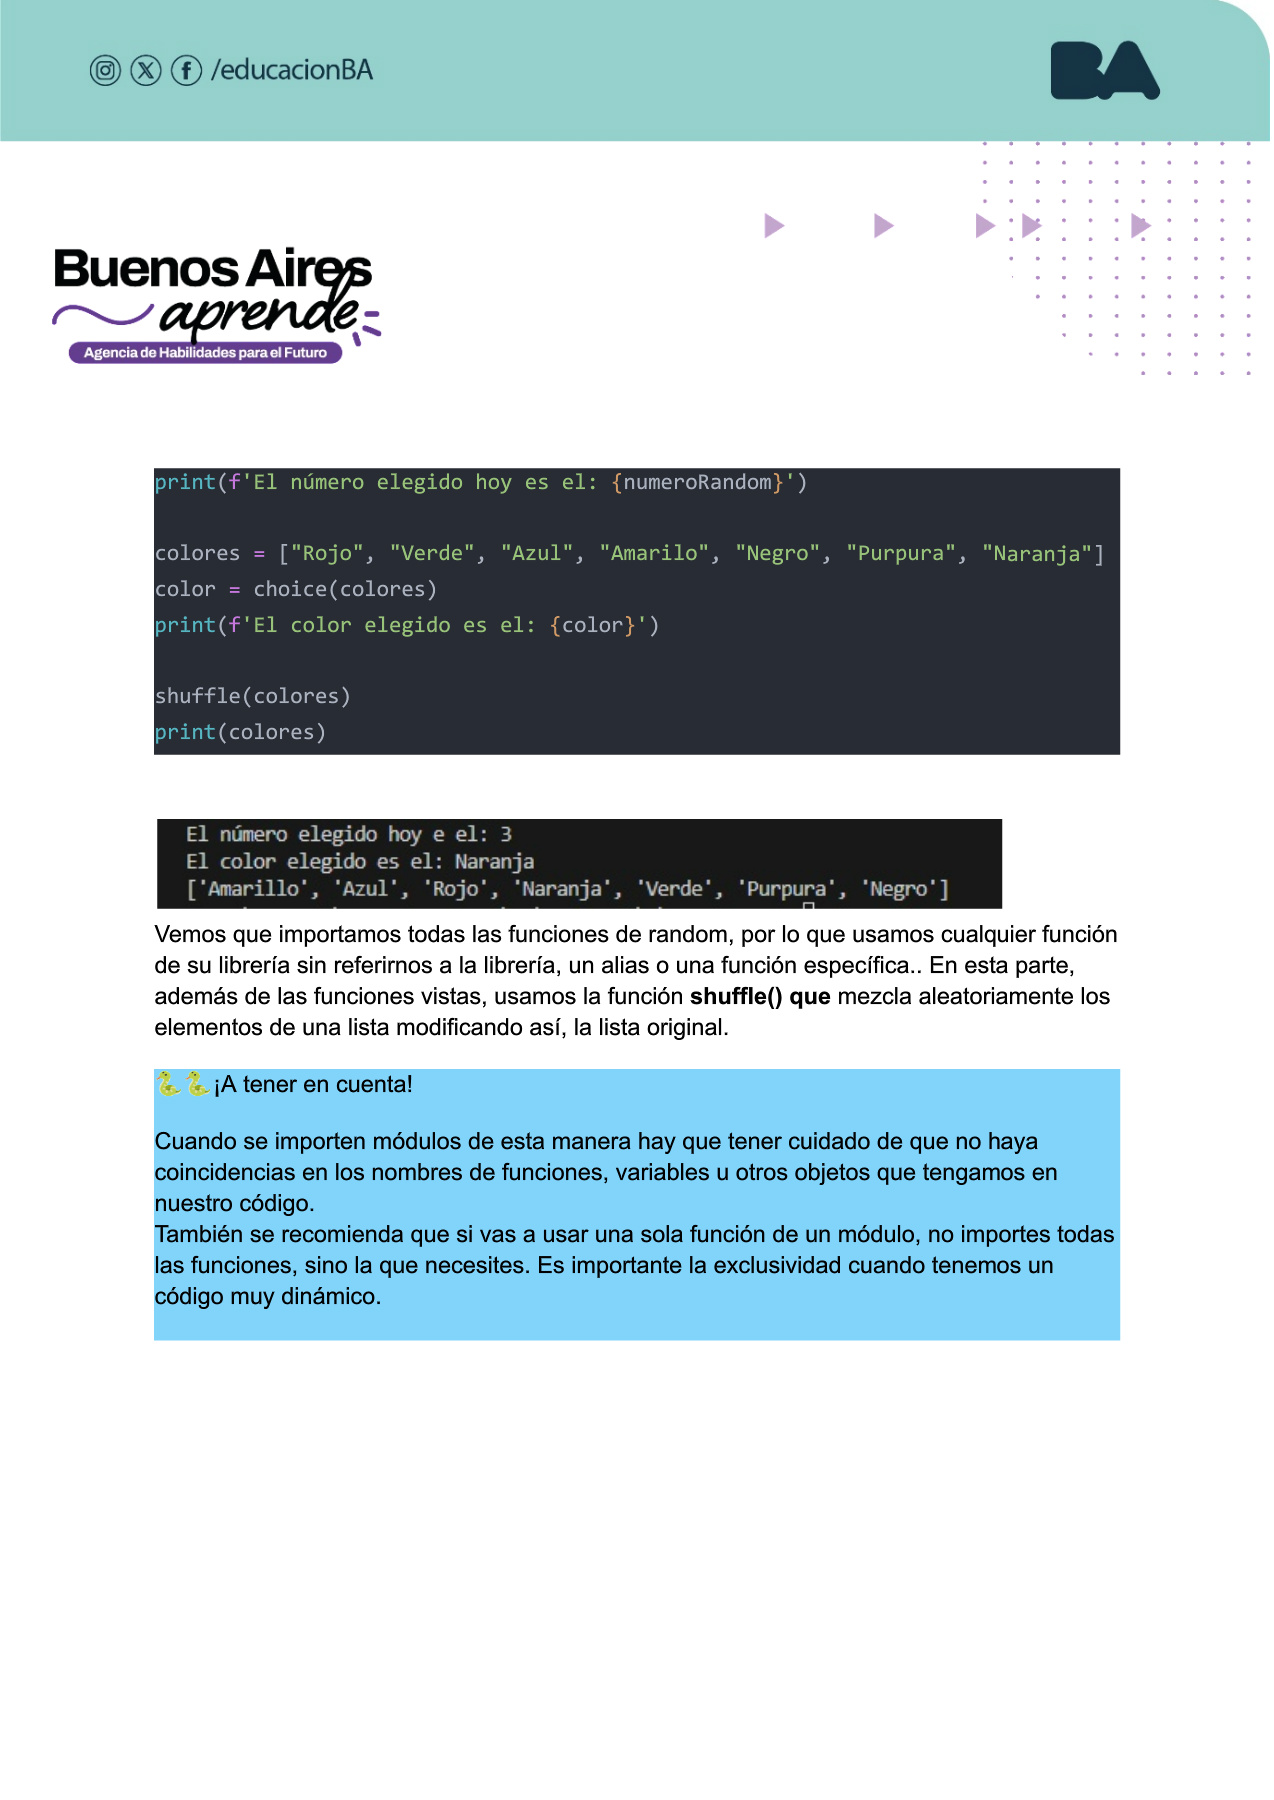 /educacionBA
BA
Buenos Aires
aprende
Agencia de Habilidades para el Futuro
print(f'El número elegido hoy es el: {numeroRandom}')
colores = ["Rojo", "Verde", "Azul", "Amarilo", "Negro", "Purpura", "Naranja"]
color = choice(colores)
print(f'El color elegido es el: {color}')
shuffle(colores)
print(colores)
El número elegido hoy e el: 3
El color elegido es el: Naranja
['Amarillo', 'Azul', 'Rojo', 'Naranja', 'Verde', 'Purpura', 'Negro']
Vemos que importamos todas las funciones de random, por lo que usamos cualquier función
de su librería sin referirnos a la librería, un alias o una función específica.. En esta parte,
además de las funciones vistas, usamos la función shuffle() que mezcla aleatoriamente los
elementos de una lista modificando así, la lista original.
🐍🐍¡A tener en cuenta!
Cuando se importen módulos de esta manera hay que tener cuidado de que no haya
coincidencias en los nombres de funciones, variables u otros objetos que tengamos en
nuestro código.
También se recomienda que si vas a usar una sola función de un módulo, no importes todas
las funciones, sino la que necesites. Es importante la exclusividad cuando tenemos un
código muy dinámico.